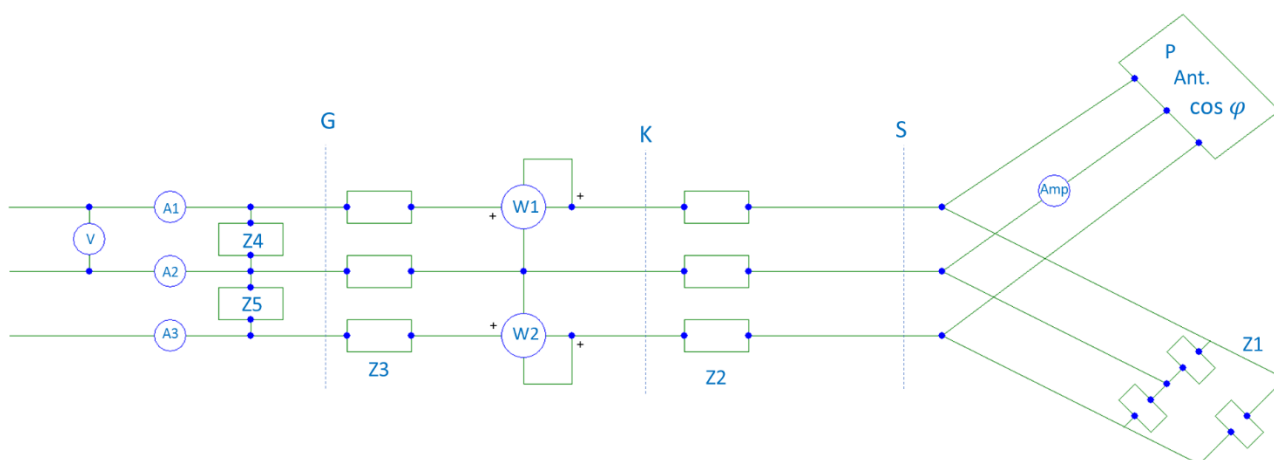 P
Ant.
cos φ
G
K
S
Amp
A1
W1
+
+
V
Z4
A2
Z5
A3
W2
+
+
Z3
Z2
Z1